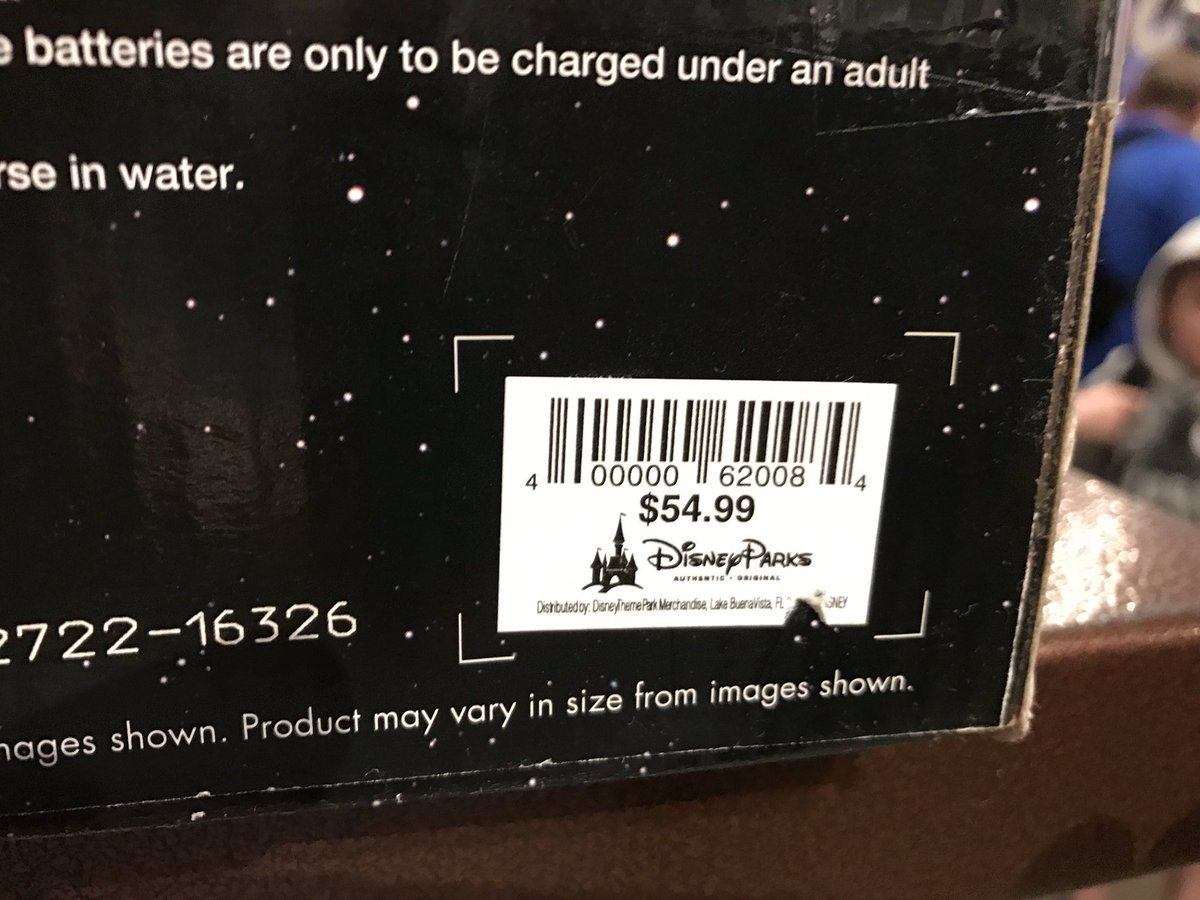 batteries are only to be charged under an adult
in water.
4 00000 62008 4
$54.99
Disney Parks
AUTHENTIC • ORIGINAL
Distributed by: Disney Theme Park Merchandise, Lake Buena Vista, FL
2722-16326
shown. Product may vary in size from images shown.